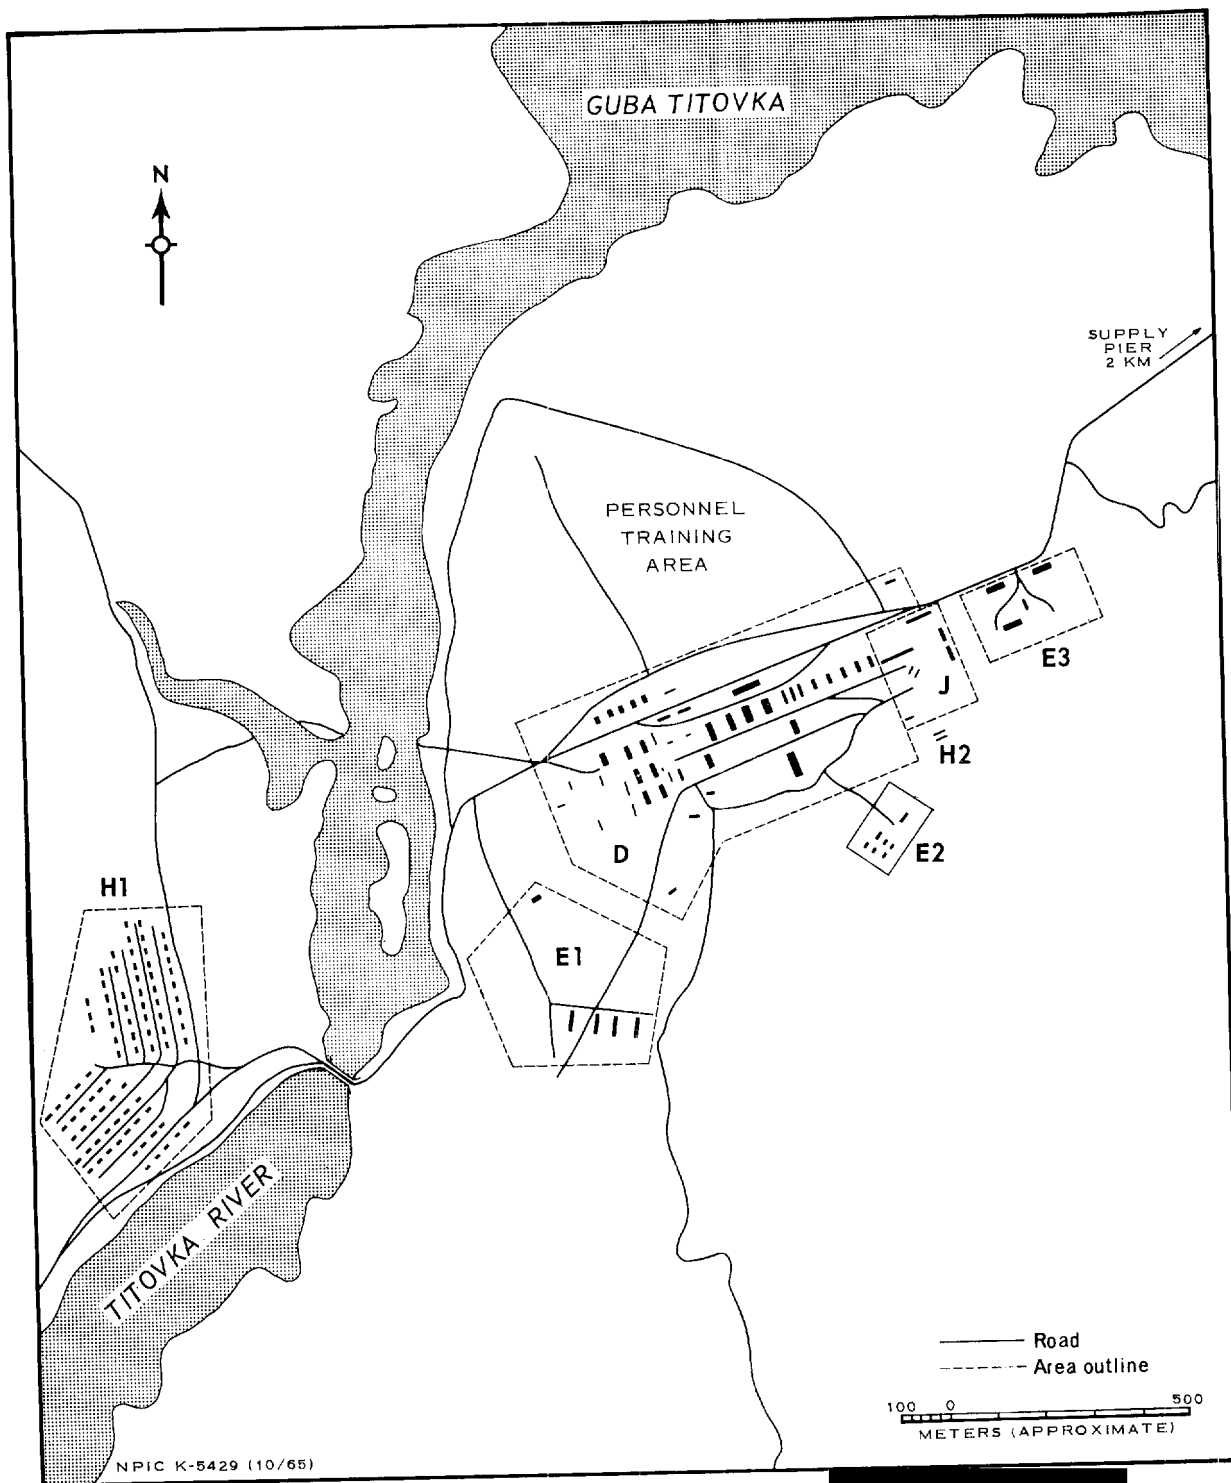 GUBA TITOVKA
N
SUPPLY
PIER
2 KM
PERSONNEL
TRAINING
AREA
E3
J
H2
D
E2
H1
E1
TITOVKA RIVER
Road
Area outline
100 0 500
METERS (APPROXIMATE)
NPIC K-5429 (10/65)